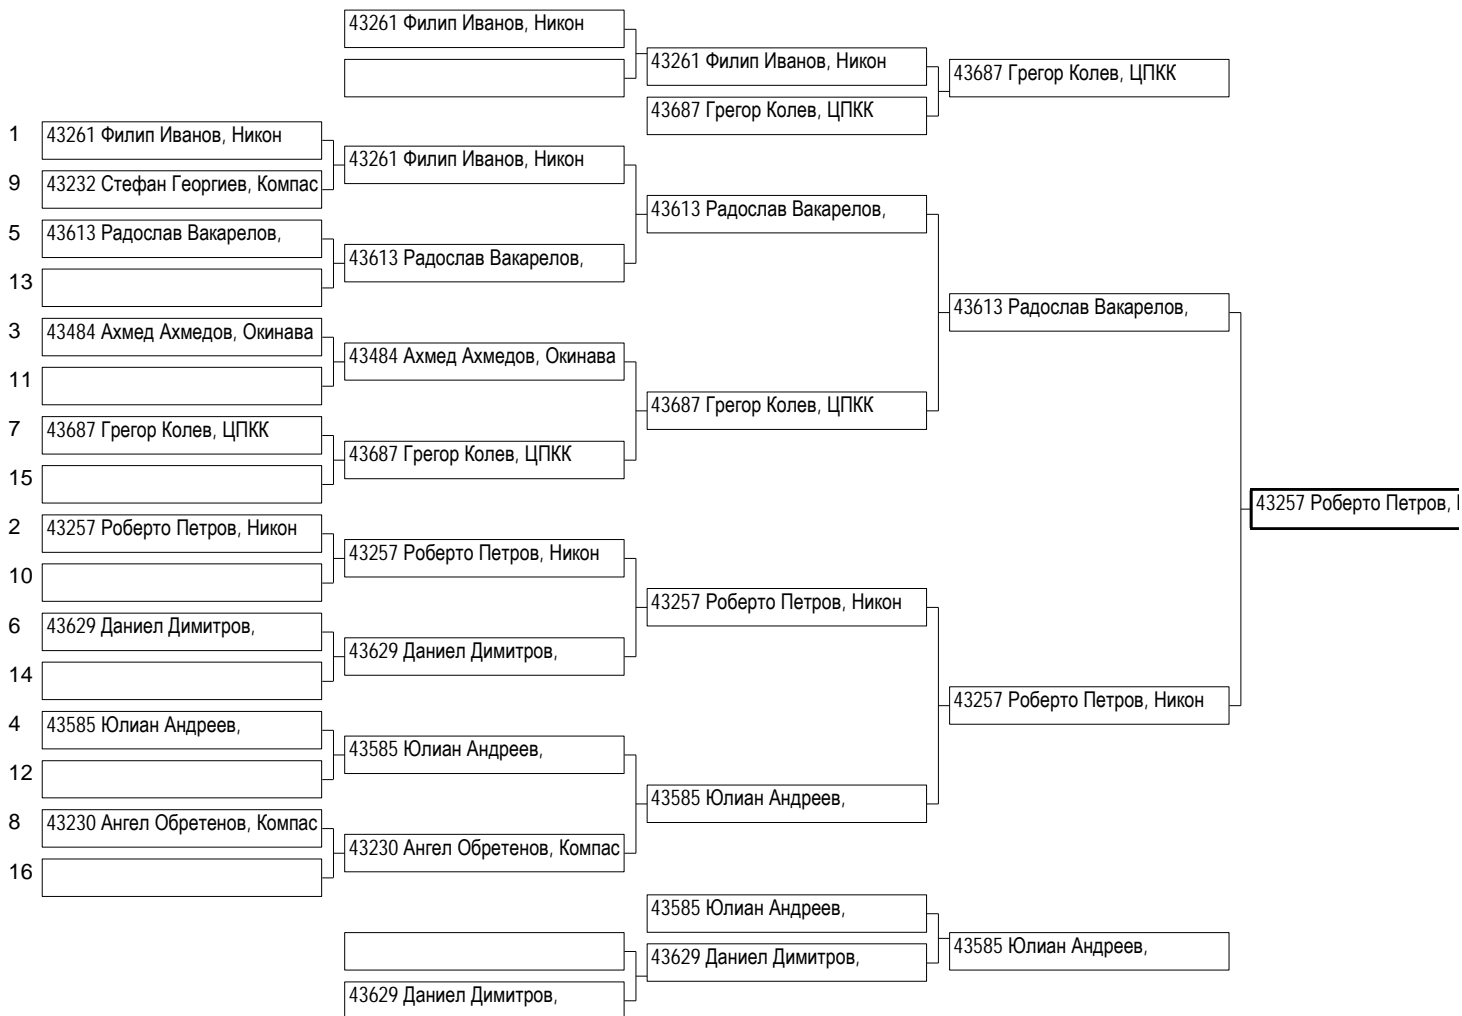 43261 Филип Иванов, Никон
43261 Филип Иванов, Никон
43687 Грегор Колев, ЦПКК
43687 Грегор Колев, ЦПКК
1 43261 Филип Иванов, Никон
43261 Филип Иванов, Никон
9 43232 Стефан Георгиев, Компас
43613 Радослав Вакарелов,
5 43613 Радослав Вакарелов,
43613 Радослав Вакарелов,
13
43613 Радослав Вакарелов,
3 43484 Ахмед Ахмедов, Окинава
43484 Ахмед Ахмедов, Окинава
11
43687 Грегор Колев, ЦПКК
7 43687 Грегор Колев, ЦПКК
43687 Грегор Колев, ЦПКК
15
43257 Роберто Петров,
2 43257 Роберто Петров, Никон
43257 Роберто Петров, Никон
10
43257 Роберто Петров, Никон
6 43629 Даниел Димитров,
43629 Даниел Димитров,
14
43257 Роберто Петров, Никон
4 43585 Юлиан Андреев,
43585 Юлиан Андреев,
12
43585 Юлиан Андреев,
8 43230 Ангел Обретенов, Компас
43230 Ангел Обретенов, Компас
16
43585 Юлиан Андреев,
43585 Юлиан Андреев,
43629 Даниел Димитров,
43629 Даниел Димитров,